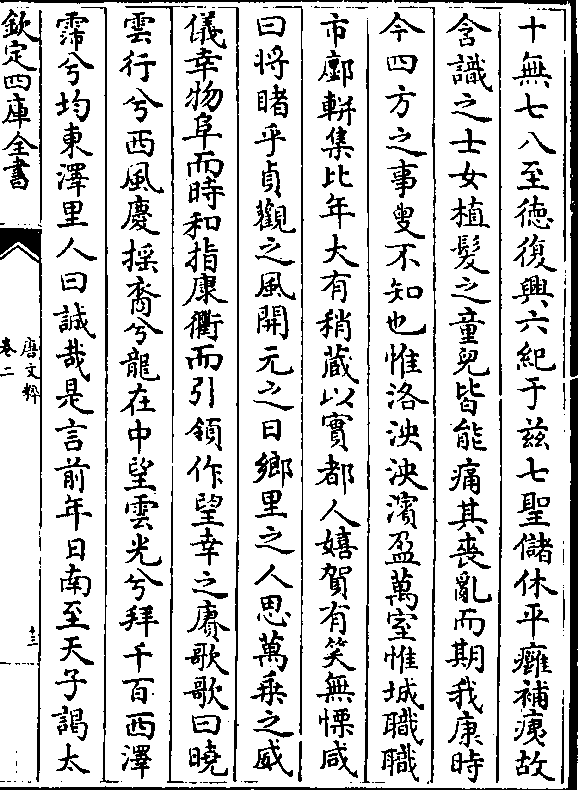 十無七八至徳復興六紀于兹七聖儲休平癰補痍故
含識之士女植髮之童兒皆能痛其喪亂而期我康時
今四方之事叟不知也惟洛泱泱濱盈萬室惟城職職
市㕓輧集比年大有稍蔵以實都人嬉賀有笑無慄咸
曰将睹乎貞觀之風開元之日鄉里之人思萬乗之威
儀幸物阜而時和指康衢而引領作望幸之賡歌歌曰曉
雲行兮西風慶揺裔兮龍在中望雲光兮拜千百西澤
霈兮均東澤里人曰誠哉是言前年日南至天子謁太
欽定四庫全書
唐文粹
卷二
十三